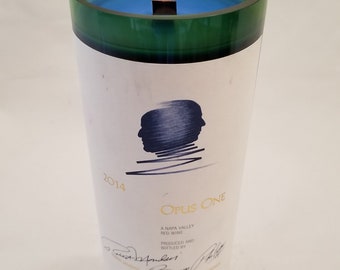 2014
OPUS ONE
A NAPA VALLEY
RED WINE
PRODUCED AND
BOTTLED BY